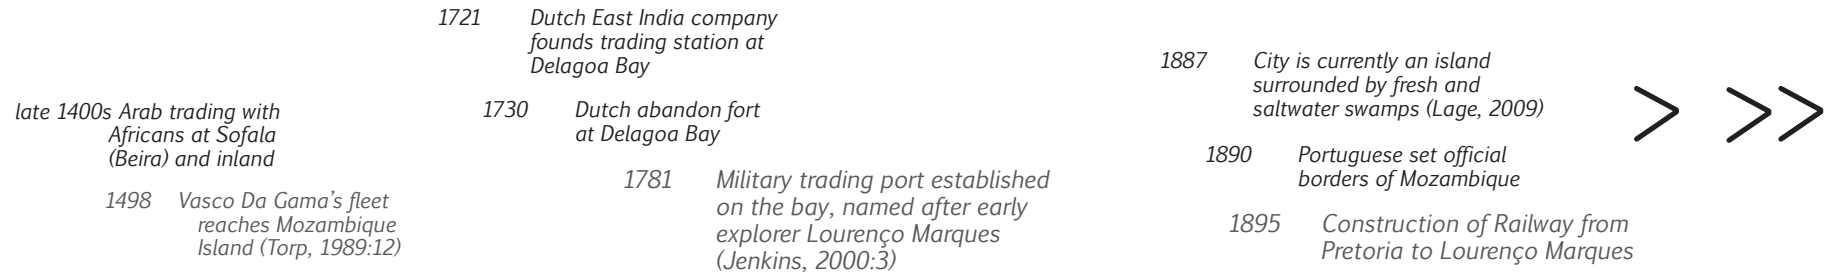 late 1400s Arab trading with
Africans at Sofala
(Beira) and inland
1498 Vasco Da Gama's fleet
reaches Mozambique
Island (Torp, 1989:12)
1721 Dutch East India company
founds trading station at
Delagoa Bay
1730 Dutch abandon fort
at Delagoa Bay
1781 Military trading port established
on the bay, named after early
explorer Lourenço Marques
(Jenkins, 2000:3)
1887 City is currently an island
surrounded by fresh and
saltwater swamps (Lage, 2009)
1890 Portuguese set official
borders of Mozambique
1895 Construction of Railway from
Pretoria to Lourenço Marques
> >>